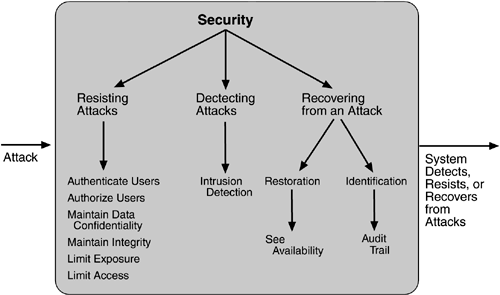 Security
Resisting
Attacks
Dectecting
Attacks
Recovering
from an Attack
Attack
System
Detects,
Resists, or
Recovers
from
Attacks
Authenticate Users
Authorize Users
Maintain Data
Confidentiality
Maintain Integrity
Limit Exposure
Limit Access
Intrusion
Detection
Restoration
Identification
See
Availability
Audit
Trail